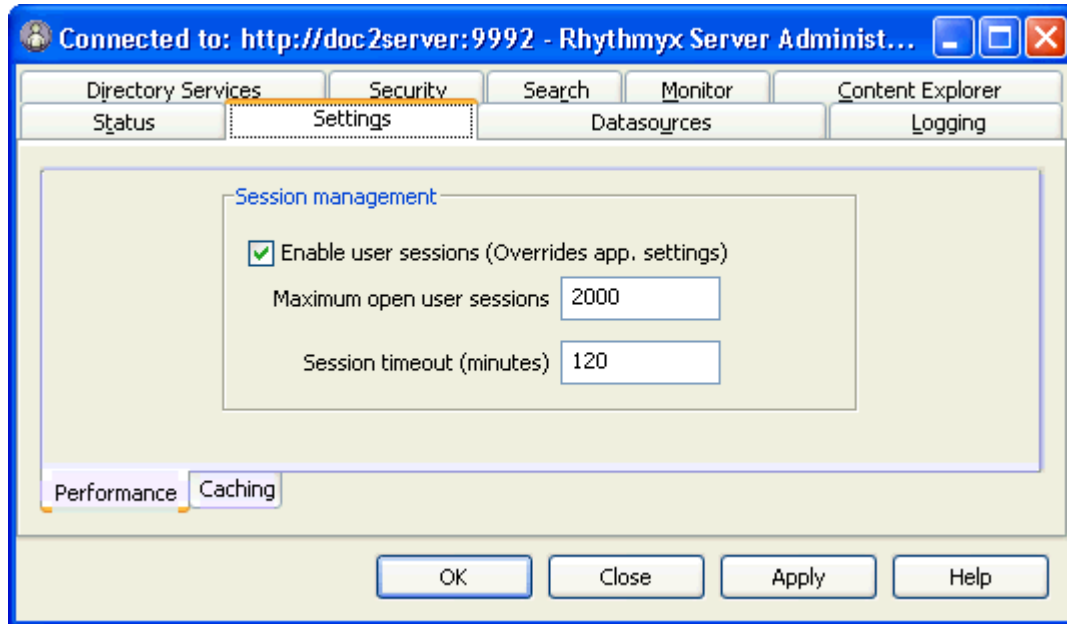 Connected to: http://doc2server:9992 - Rhythmyx Server Administ...
Directory Services Security Search Monitor Content Explorer
Status Settings Datasources Logging
Session management
Enable user sessions (Overrides app. settings)
Maximum open user sessions 2000
Session timeout (minutes) 120
Performance Caching
OK Close Apply Help